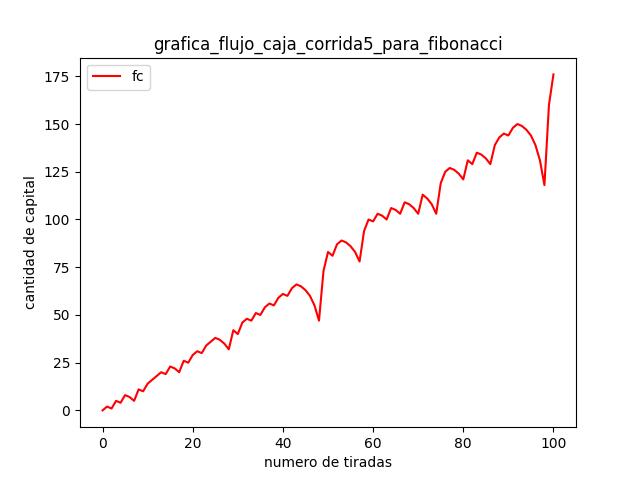 grafica_flujo_caja_corrida5_para_fibonacci
fc
175
150
125
100
75
50
25
0
cantidad de capital
0 20 40 60 80 100
numero de tiradas